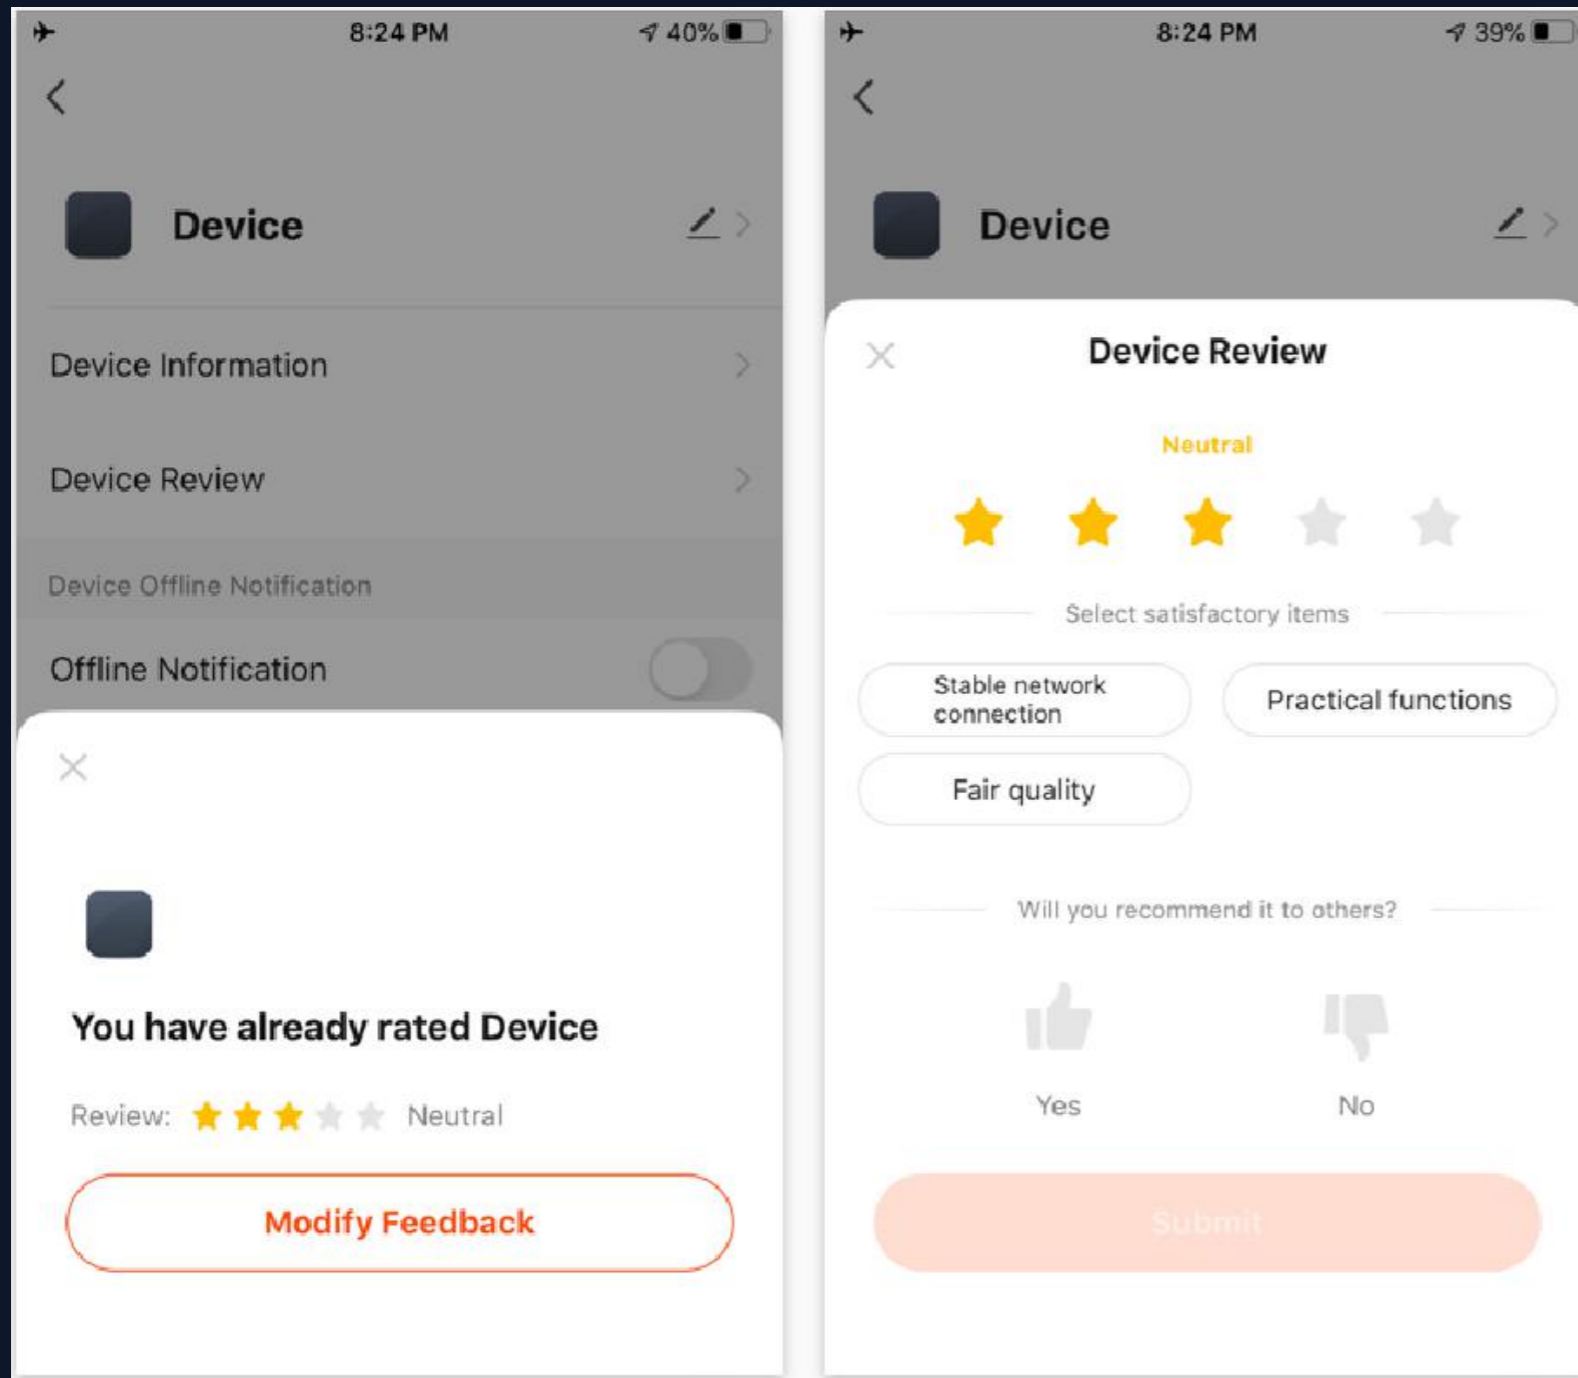 8:24 PM
40%
Device
Device Information
Device Review
Device Offline Notification
Offline Notification
You have already rated Device
Review:
Neutral
Modify Feedback
8:24 PM
39%
Device
Device Review
Neutral
Select satisfactory items
Stable network
connection
Practical functions
Fair quality
Will you recommend it to others?
Yes
No
Submit